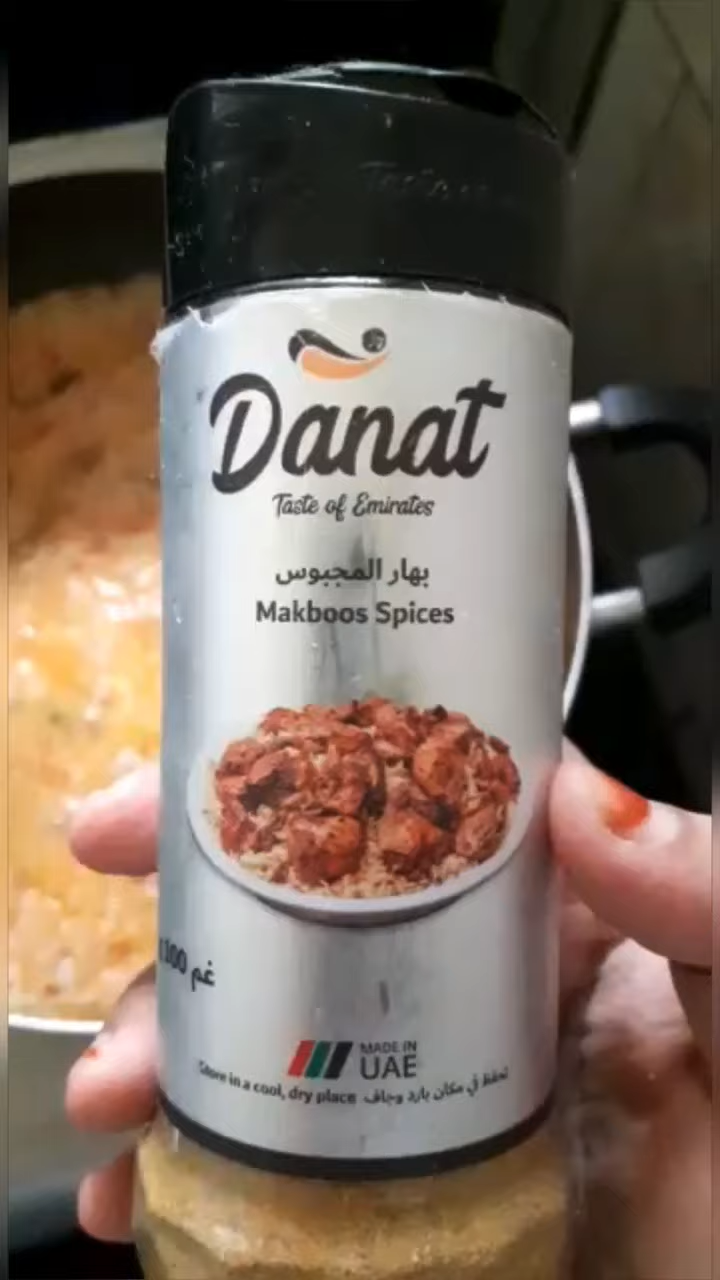 Danat
Taste of Emirates
بهار المجبوس
Makboos Spices
100 غم
MADE IN
UAE
Store in a cool, dry place تحفظ في مكان بارد وجاف